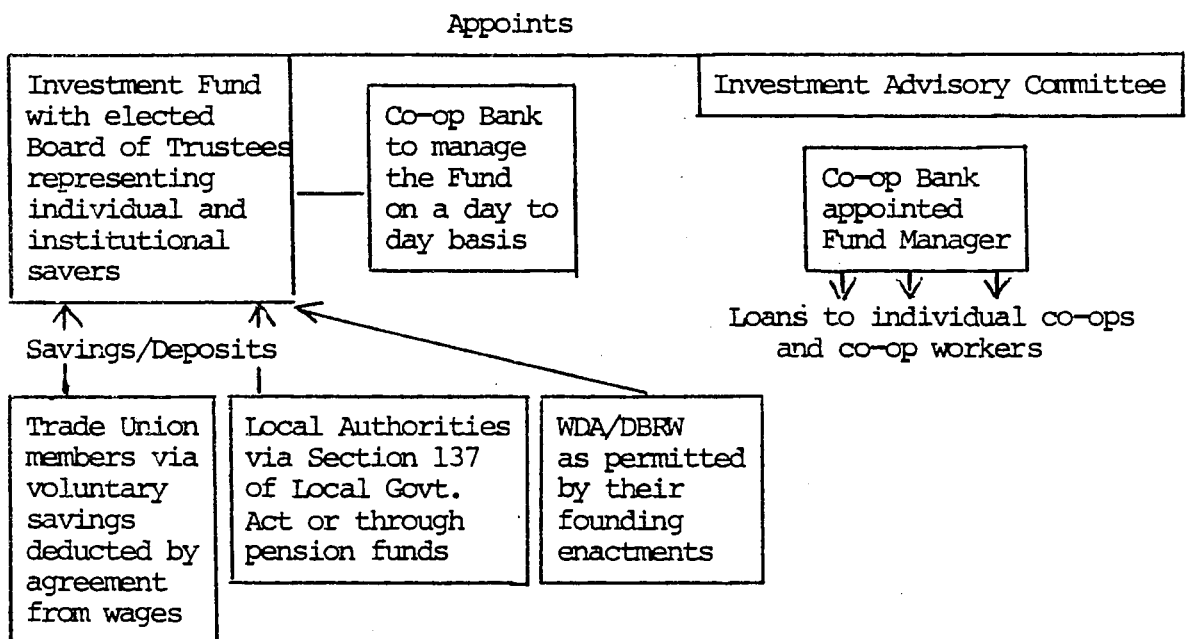 Appoints
Investment Fund
with elected
Board of Trustees
representing
individual and
institutional
savers
Co-op Bank
to manage
the Fund
on a day to
day basis
Investment Advisory Committee
Co-op Bank
appointed
Fund Manager
Loans to individual co-ops
and co-op workers
Savings/Deposits
Trade Union
members via
voluntary
savings
deducted by
agreement
from wages
Local Authorities
via Section 137
of Local Govt.
Act or through
pension funds
WDA/DBRW
as permitted
by their
founding
enactments